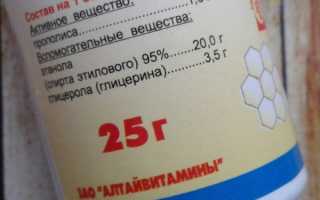 Состав на 1
Активное вещество:
прополиса
Вспомогательные вещества:
этанола
(спирта этилового) 95%.......20,0 г
глицерола (глицерина)..........3,5 г
25 г
ЗАО "АЛТАЙВИТАМИНЫ"